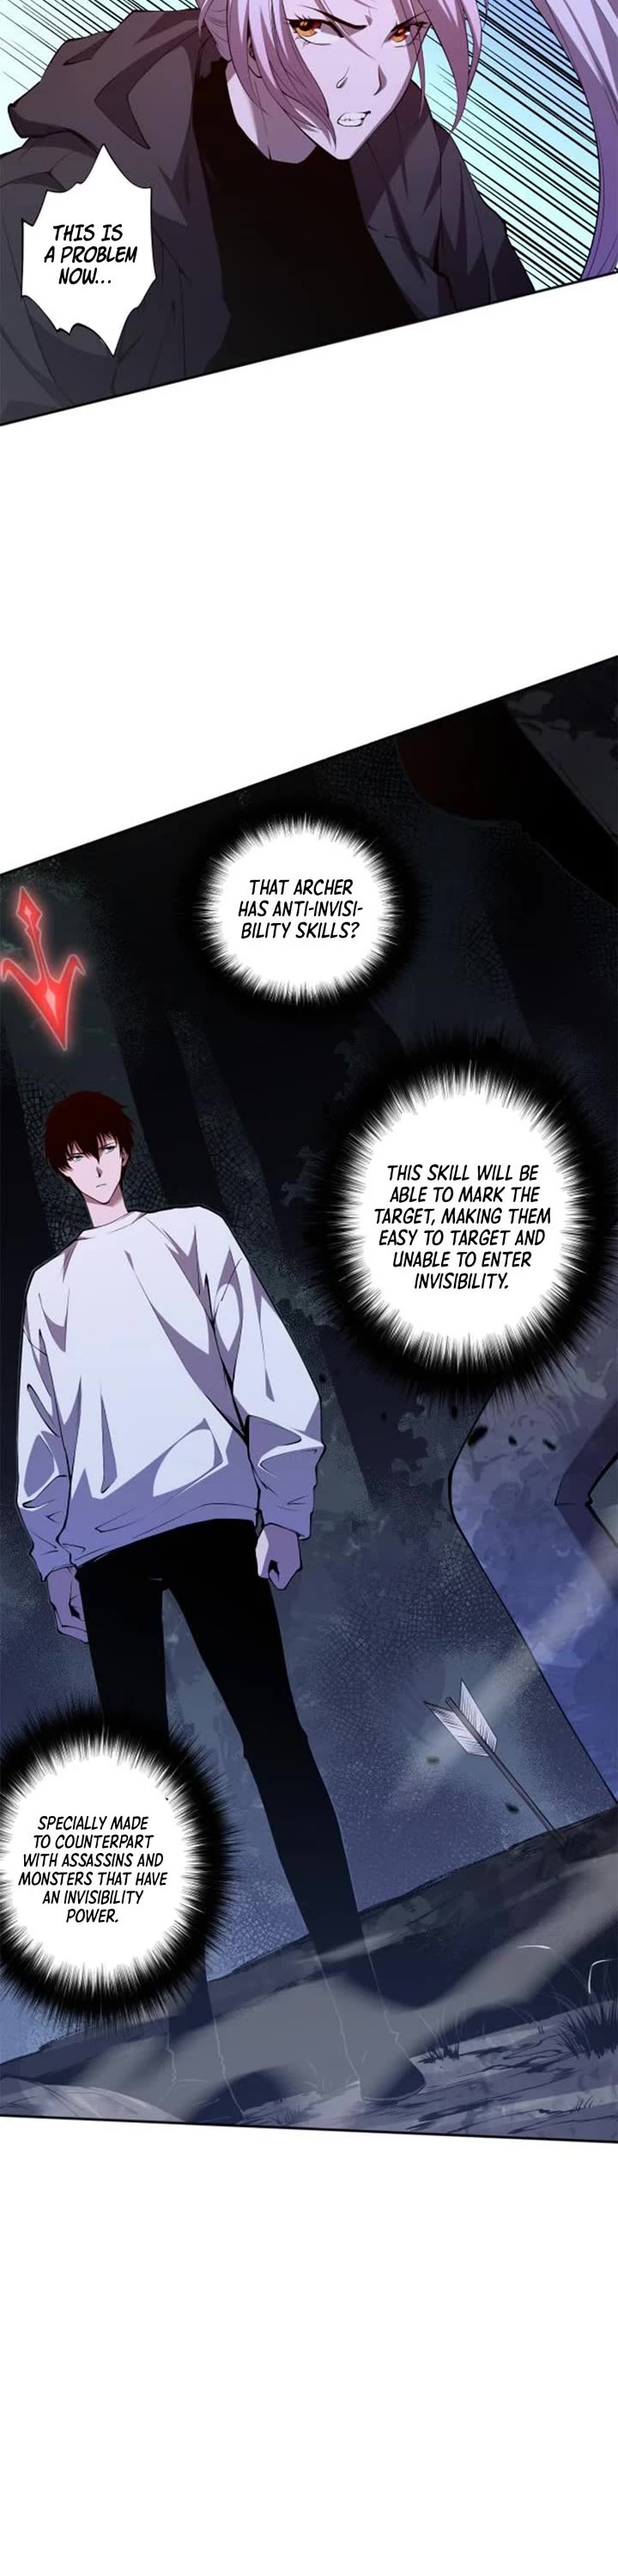 THIS IS
A PROBLEM
NOW...
THAT ARCHER
HAS ANTI-INVISI-
BILITY SKILLS?
THIS SKILL WILL BE
ABLE TO MARK THE
TARGET, MAKING THEM
EASY TO TARGET AND
UNABLE TO ENTER
INVISIBILITY.
SPECIALLY MADE
TO COUNTERPART
WITH ASSASSINS AND
MONSTERS THAT HAVE
AN INVISIBILITY
POWER.